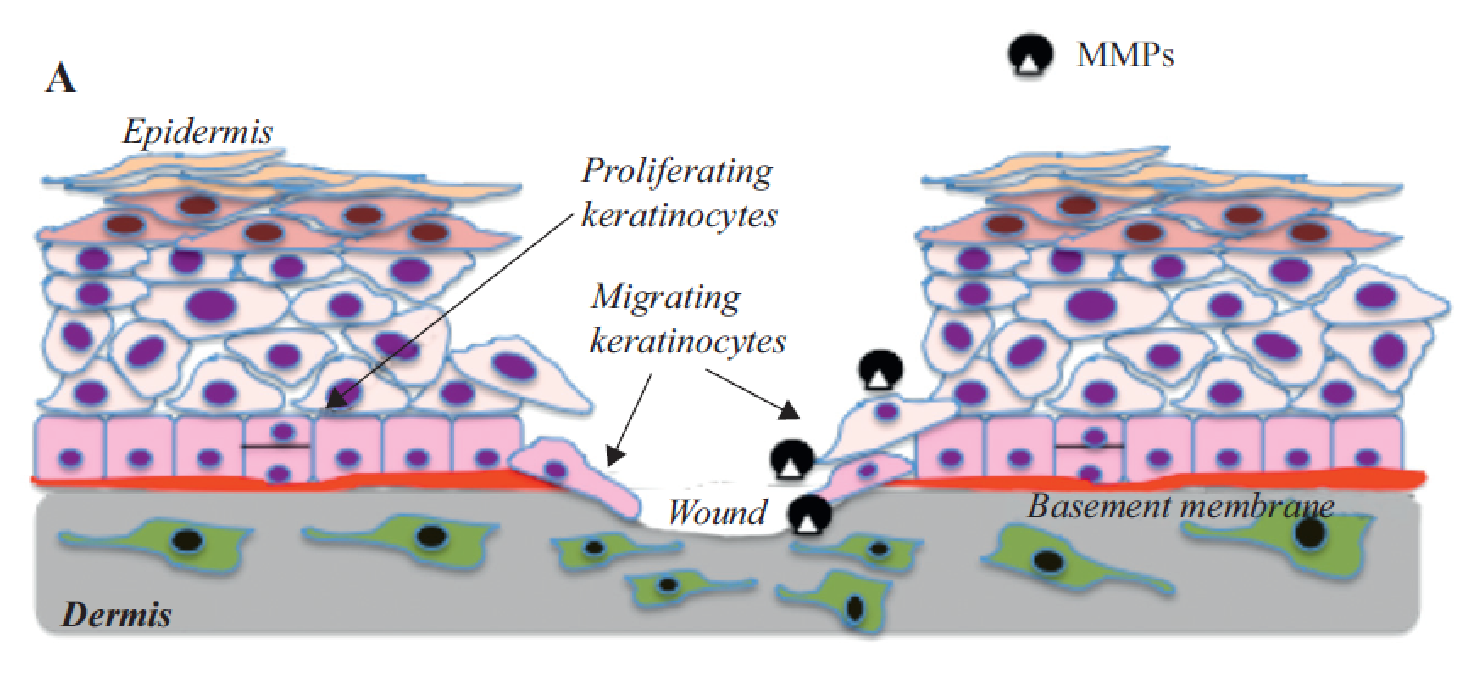 A
MMPs
Epidermis
Proliferating
keratinocytes
Migrating
keratinocytes
Wound
Basement membrane
Dermis